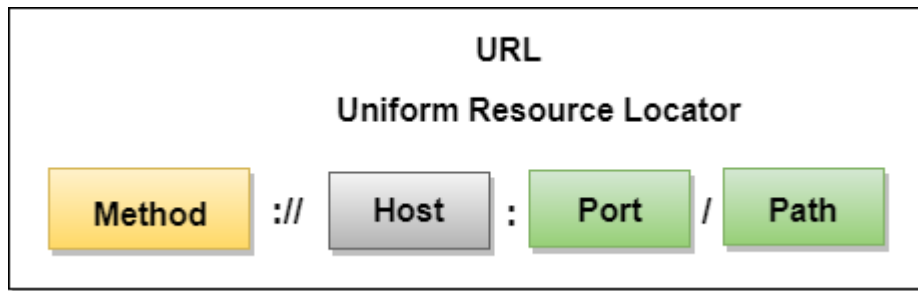 URL
Uniform Resource Locator
Method :// Host : Port / Path